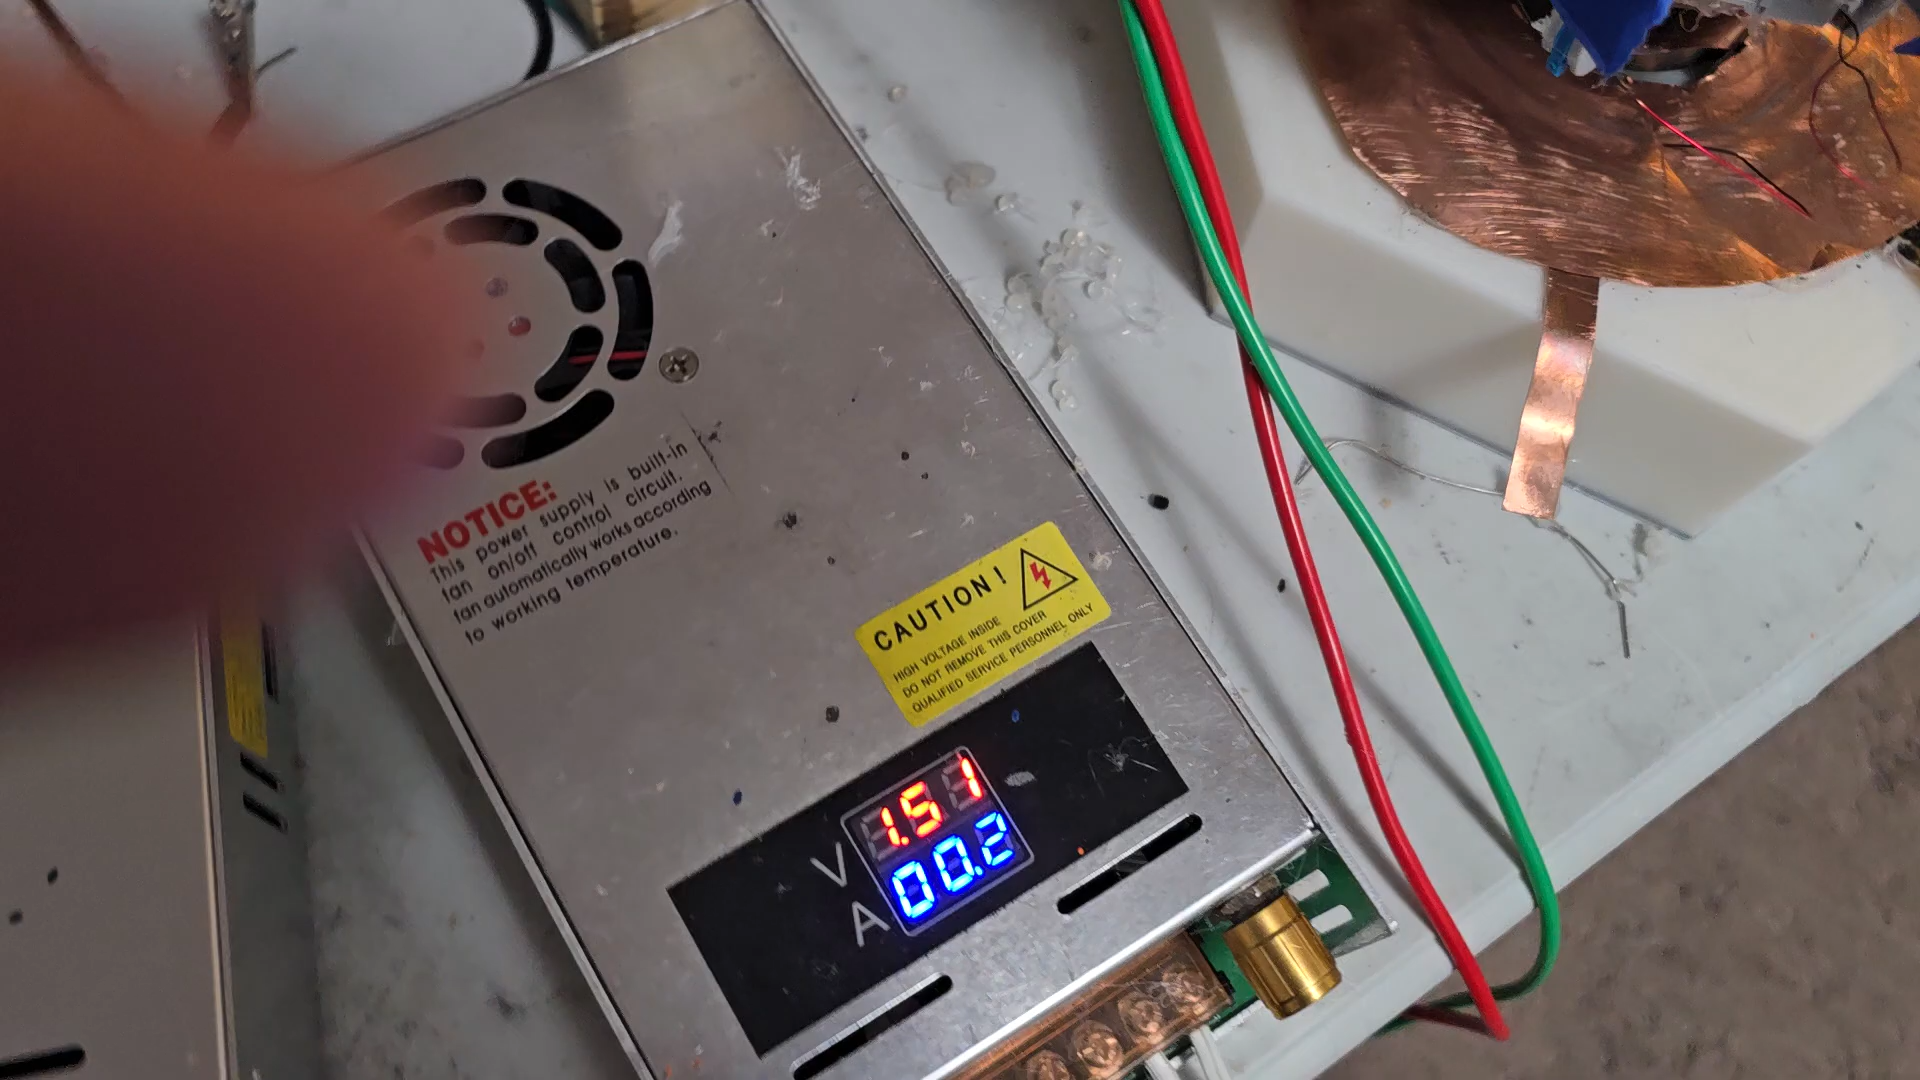 NOTICE:
This power supply is built-in
fan on/off control circuit.
fan automatically works according
to working temperature.
CAUTION!
HIGH VOLTAGE INSIDE
DO NOT REMOVE THIS COVER
QUALIFIED SERVICE PERSONNEL ONLY
V 1.51
A 00.2